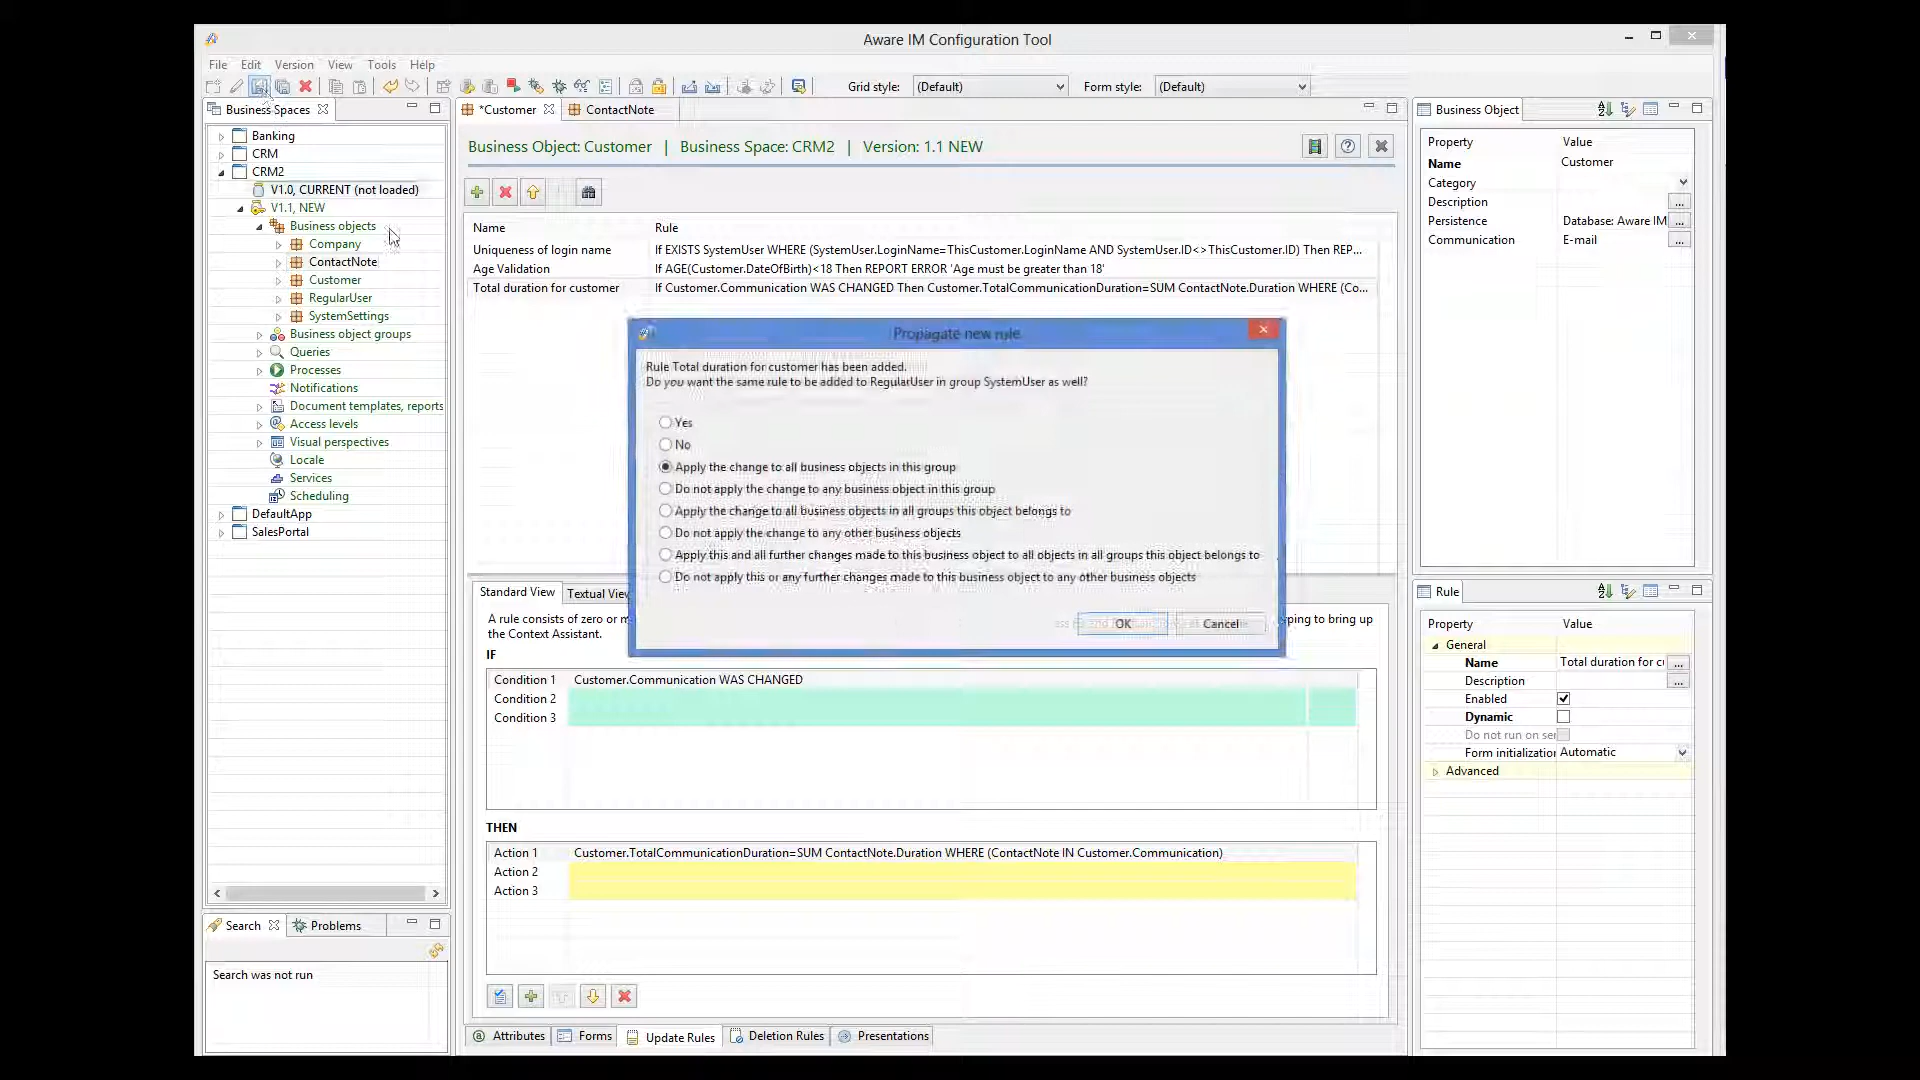 Aware IM Configuration Tool
File Edit Version View Tools Help
Grid style: (Default) Form style: (Default)
Business Spaces
Banking
CRM
CRM2
V1.0, CURRENT (not loaded)
V1.1, NEW
Business objects
Company
ContactNote
Customer
RegularUser
SystemSettings
Business object groups
Queries
Processes
Notifications
Document templates, reports
Access levels
Visual perspectives
Locale
Services
Scheduling
DefaultApp
SalesPortal
Search Problems
Search was not run
*Customer ContactNote
Business Object: Customer | Business Space: CRM2 | Version: 1.1 NEW
Name Rule
Uniqueness of login name If EXISTS SystemUser WHERE (SystemUser.LoginName=ThisCustomer.LoginName AND SystemUser.ID<>ThisCustomer.ID) Then REP...
Age Validation If AGE(Customer.DateOfBirth)<18 Then REPORT ERROR 'Age must be greater than 18'
Total duration for customer If Customer.Communication WAS CHANGED Then Customer.TotalCommunicationDuration=SUM ContactNote.Duration WHERE (Co...
Propagate new rule
Rule Total duration for customer has been added.
Do you want the same rule to be added to RegularUser in group SystemUser as well?
Yes
No
Apply the change to all business objects in this group
Do not apply the change to any business object in this group
Apply the change to all business objects in all groups this object belongs to
Do not apply the change to any other business objects
Apply this and all further changes made to this business object to all objects in all groups this object belongs to
Do not apply this or any further changes made to this business object to any other business objects
OK Cancel
Standard View Textual View
A rule consists of zero or m
ping to bring up
the Context Assistant.
IF
Condition 1 Customer.Communication WAS CHANGED
Condition 2
Condition 3
THEN
Action 1 Customer.TotalCommunicationDuration=SUM ContactNote.Duration WHERE (ContactNote IN Customer.Communication)
Action 2
Action 3
Attributes Forms Update Rules Deletion Rules Presentations
Business Object
Property Value
Name Customer
Category
Description ...
Persistence Database: Aware IM ...
Communication E-mail ...
Rule
Property Value
General
Name Total duration for cu ...
Description ...
Enabled
Dynamic
Do not run on ser
Form initialization Automatic
Advanced